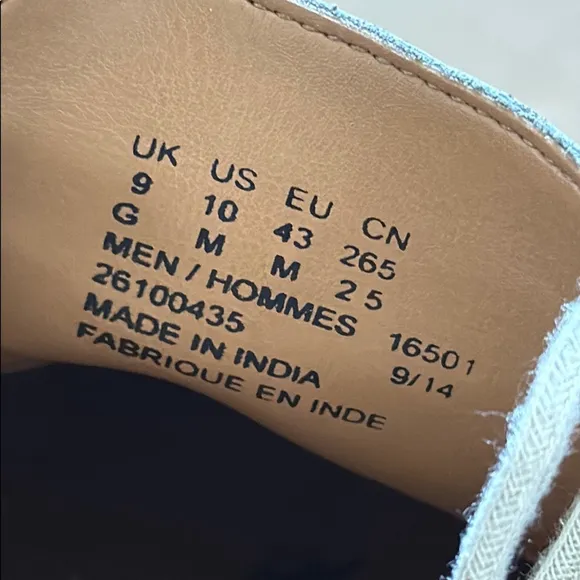 UK US EU CN
9 10 43 265
G M M 2 5
MEN / HOMMES 16501
26100435 9/14
MADE IN INDIA
FABRIQUE EN INDE